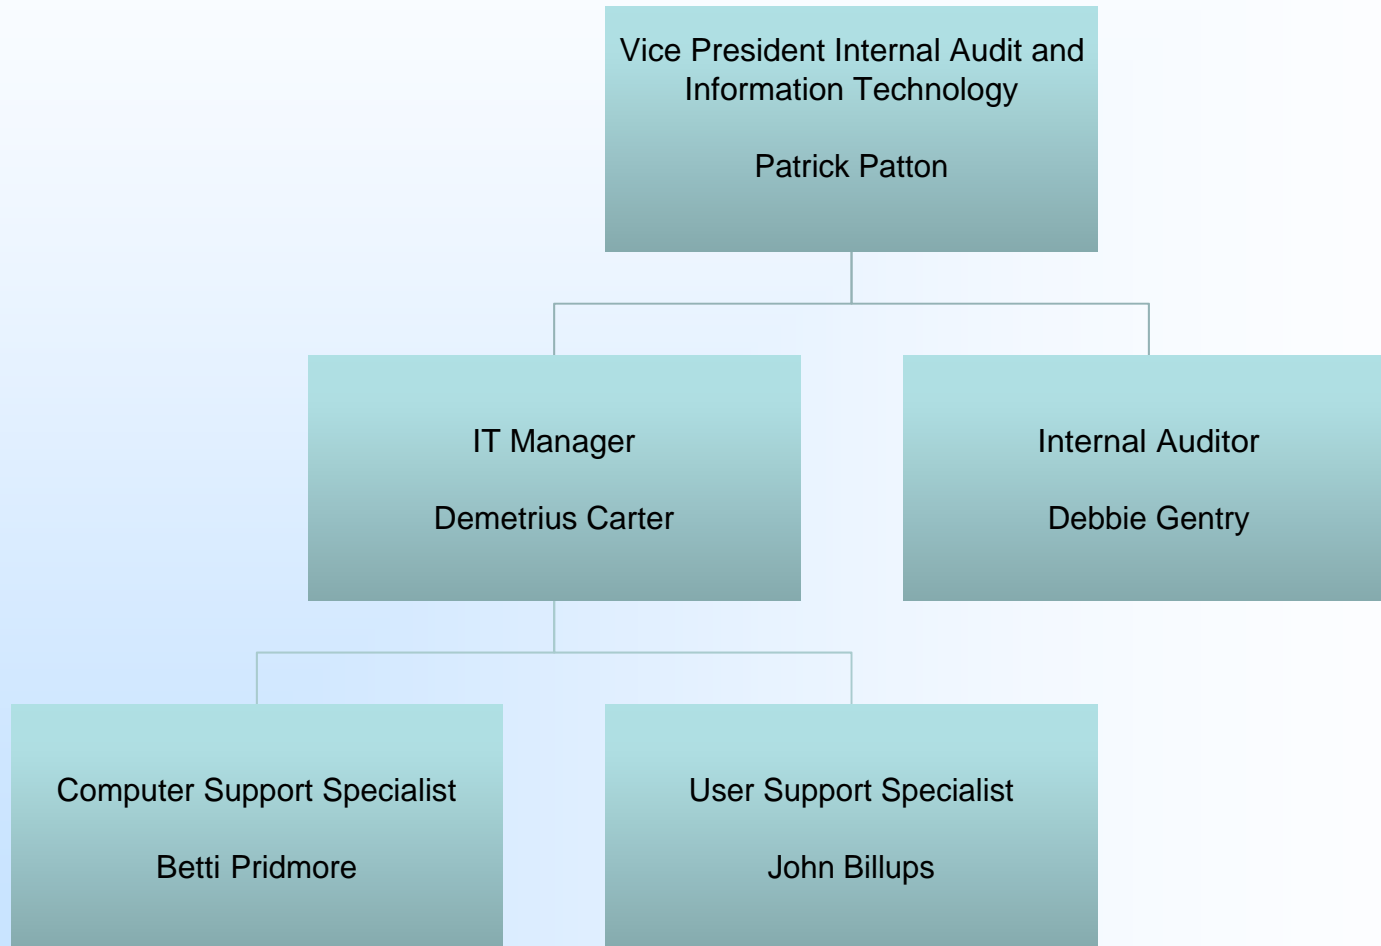 Vice President Internal Audit and
Information Technology
Patrick Patton
IT Manager
Demetrius Carter
Internal Auditor
Debbie Gentry
Computer Support Specialist
Betti Pridmore
User Support Specialist
John Billups